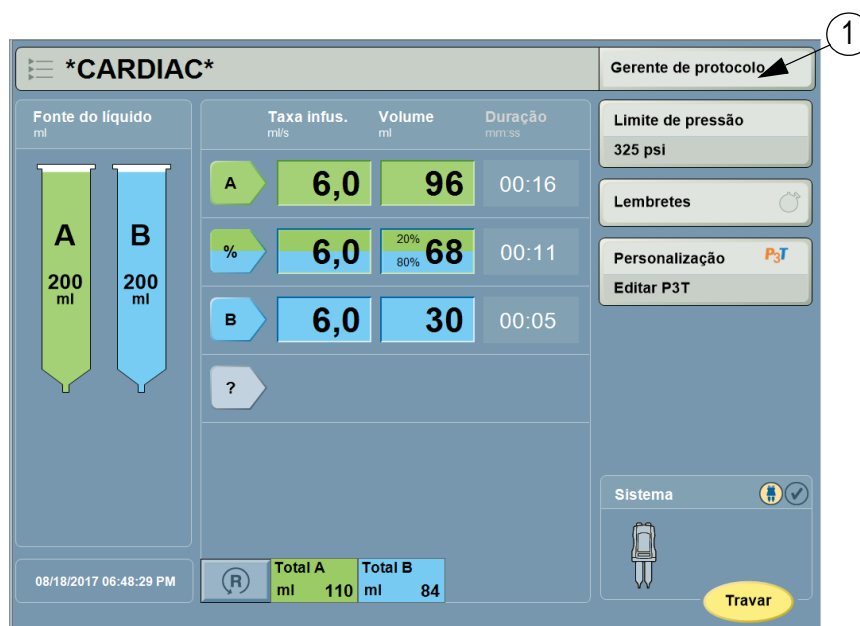 1
*CARDIAC*
Gerente de protocolo
Fonte do líquido
ml
Taxa infus.
ml/s
Volume
ml
Duração
mm:ss
Limite de pressão
325 psi
A
6,0
96
00:16
Lembretes
A
200
ml
B
200
ml
%
6,0
20%
80%
68
00:11
Personalização P3T
Editar P3T
B
6,0
30
00:05
?
Sistema
08/18/2017 06:48:29 PM
R
Total A
ml 110
Total B
ml 84
Travar